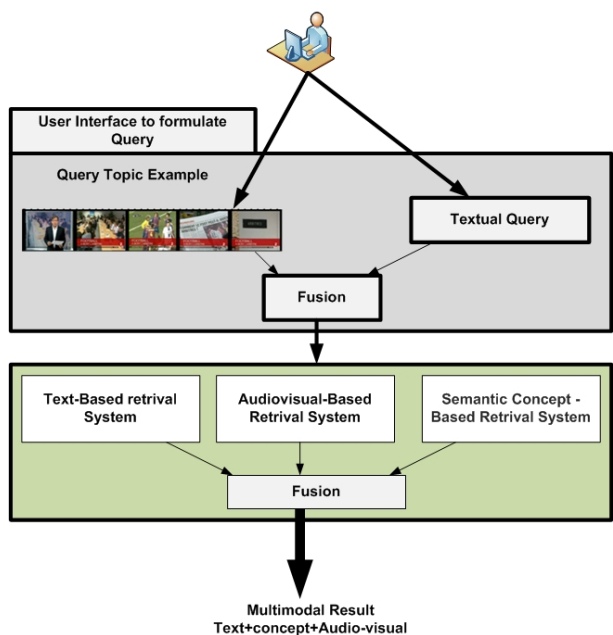 User Interface to formulate
Query
Query Topic Example
Textual Query
Fusion
Text-Based retrival
System
Audiovisual-Based
Retrival System
Semantic Concept -
Based Retrival System
Fusion
Multimodal Result
Text+concept+Audio-visual